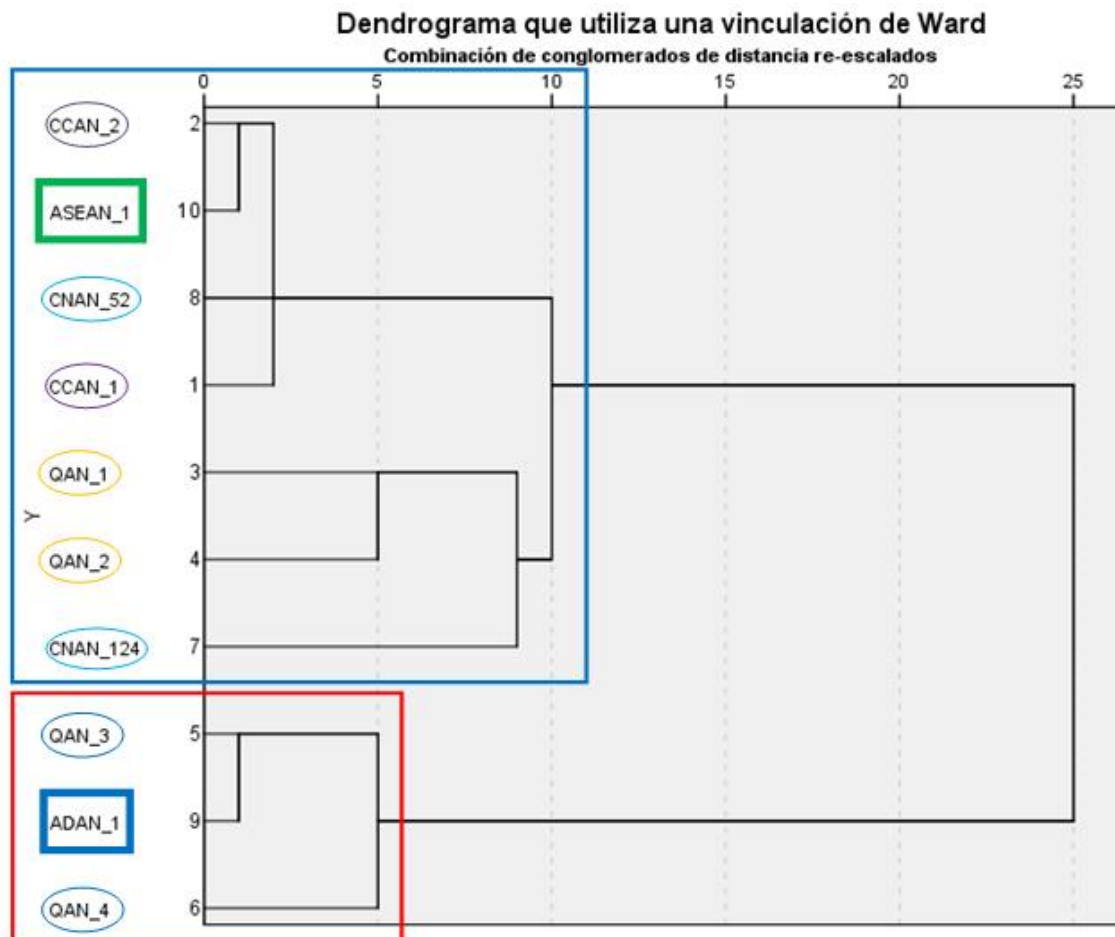 Dendrograma que utiliza una vinculación de Ward
Combinación de conglomerados de distancia re-escalados
0 5 10 15 20 25
CCAN_2 2
ASEAN_1 10
CNAN_52 8
CCAN_1 1
QAN_1 3
Y
QAN_2 4
CNAN_124 7
QAN_3 5
ADAN_1 9
QAN_4 6